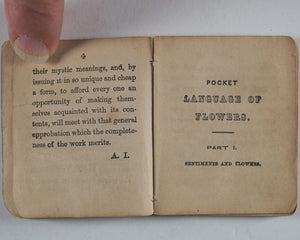 4
their mystic meanings, and, by
issuing it in so unique and cheap
a form, to afford every one an
opportunity of making them-
selves acquainted with its con-
tents, will meet with that general
approbation which the complete-
ness of the work merits.
A. I.
POCKET
LANGUAGE OF
FLOWERS.
PART I.
SENTIMENTS AND FLOWERS.